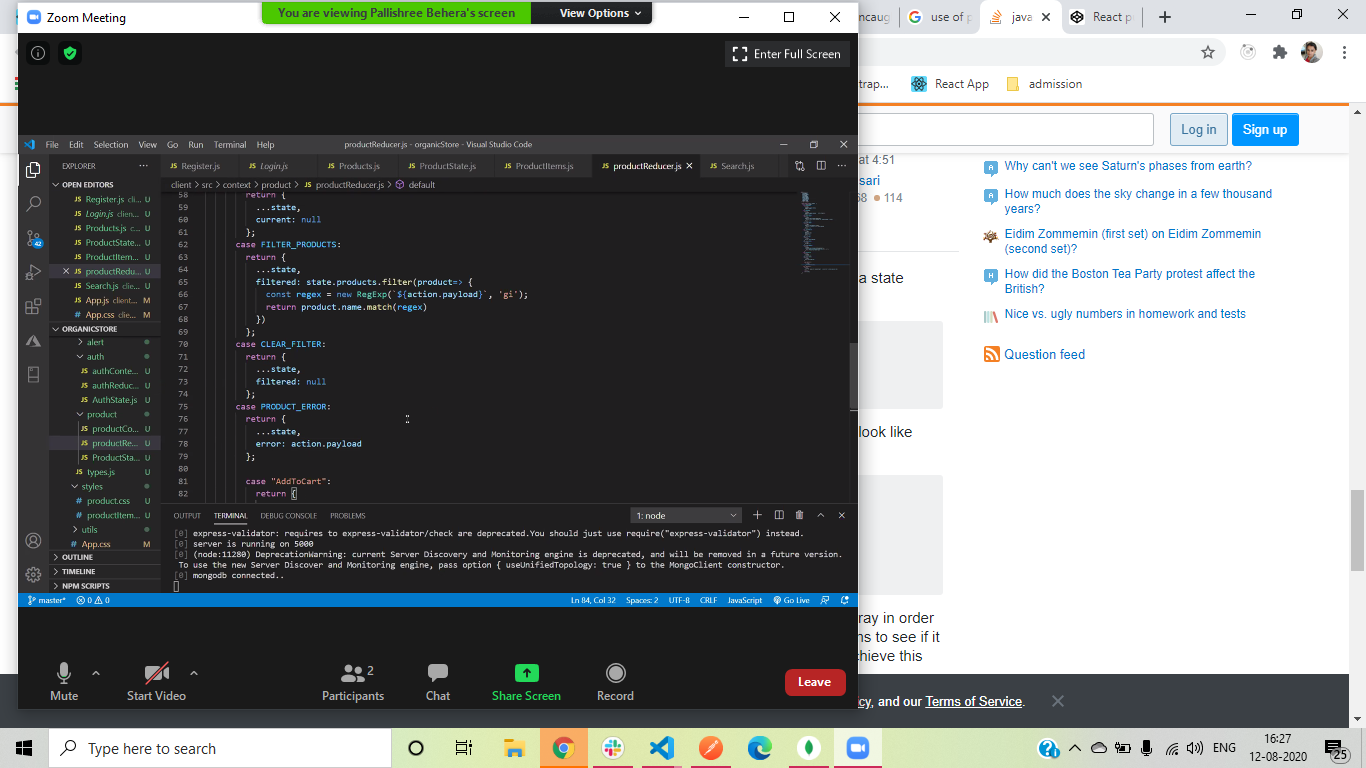 Zoom Meeting
You are viewing Pallishree Behera's screen
View Options
Enter Full Screen
File Edit Selection View Go Run Terminal Help
productReducer.js - organicStore - Visual Studio Code
EXPLORER
Register.js
Login.js
Products.js
ProductState.js
ProductItems.js
productReducer.js
Search.js
client > src > context > product > JS productReducer.js > default
OPEN EDITORS
JS Register.js cli... U
JS Login.js clien... U
JS Products.js c... U
JS ProductState... U
JS ProductItem... U
JS productRedu... U
JS Search.js clie... U
JS App.js client... M
# App.css clie... M
ORGANICSTORE
alert
auth
JS authConte... U
JS authReduc... U
JS AuthState.js U
product
JS productCo... U
JS productRe... U
JS ProductSta... U
JS types.js U
styles
# product.css U
# productItem... U
utils
# App.css M
OUTLINE
TIMELINE
NPM SCRIPTS
42
58 return {
59 ...state,
60 current: null
61 };
62 case FILTER_PRODUCTS:
63 return {
64 ...state,
65 filtered: state.products.filter(product=> {
66 const regex = new RegExp(`${action.payload}`, 'gi');
67 return product.name.match(regex)
68 })
69 };
70 case CLEAR_FILTER:
71 return {
72 ...state,
73 filtered: null
74 };
75 case PRODUCT_ERROR:
76 return {
77 ...state,
78 error: action.payload
79 };
80
81 case "AddToCart":
82 return {
OUTPUT TERMINAL DEBUG CONSOLE PROBLEMS
1: node
[0] express-validator: requires to express-validator/check are deprecated.You should just use require("express-validator") instead.
[0] server is running on 5000
[0] (node:11280) DeprecationWarning: current Server Discovery and Monitoring engine is deprecated, and will be removed in a future version.
To use the new Server Discover and Monitoring engine, pass option { useUnifiedTopology: true } to the MongoClient constructor.
[0] mongodb connected..
master* 0 0
Ln 84, Col 32 Spaces: 2 UTF-8 CRLF JavaScript Go Live
Mute
Start Video
Participants
2
Chat
Share Screen
Record
Leave
ncaug
use of p
java
React p
trap...
React App
admission
Log in
Sign up
at 4:51
sari
68 114
a state
look like
ray in order
ns to see if it
chieve this
Why can't we see Saturn's phases from earth?
How much does the sky change in a few thousand
years?
Eidim Zommemin (first set) on Eidim Zommemin
(second set)?
How did the Boston Tea Party protest affect the
British?
Nice vs. ugly numbers in homework and tests
Question feed
cy, and our Terms of Service.
Type here to search
ENG
16:27
12-08-2020
25